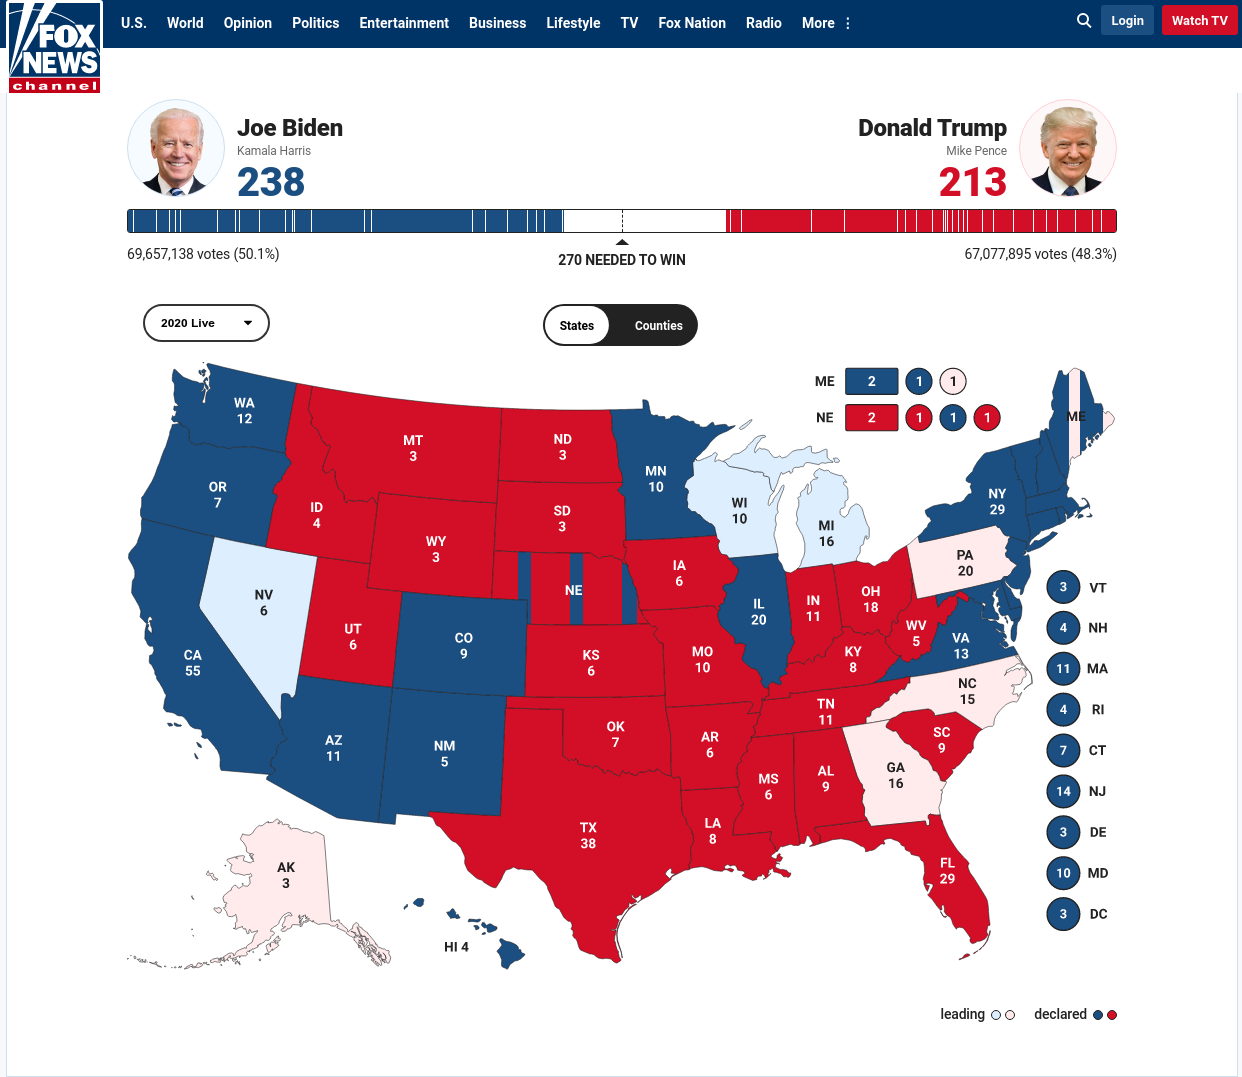 FOX
NEWS
channel
U.S. World Opinion Politics Entertainment Business Lifestyle TV Fox Nation Radio More Login Watch TV
Joe Biden
Kamala Harris
238
Donald Trump
Mike Pence
213
69,657,138 votes (50.1%)
270 NEEDED TO WIN
67,077,895 votes (48.3%)
2020 Live
States Counties
ME 2 1 1
NE 2 1 1 1
WA
12
OR
7
CA
55
NV
6
ID
4
MT
3
WY
3
UT
6
CO
9
AZ
11
NM
5
ND
3
SD
3
NE
KS
6
OK
7
TX
38
MN
10
IA
6
MO
10
AR
6
LA
8
WI
10
IL
20
MI
16
IN
11
OH
18
KY
8
TN
11
MS
6
AL
9
GA
16
FL
29
SC
9
NC
15
VA
13
WV
5
PA
20
NY
29
ME
AK
3
HI 4
3 VT
4 NH
11 MA
4 RI
7 CT
14 NJ
3 DE
10 MD
3 DC
leading declared